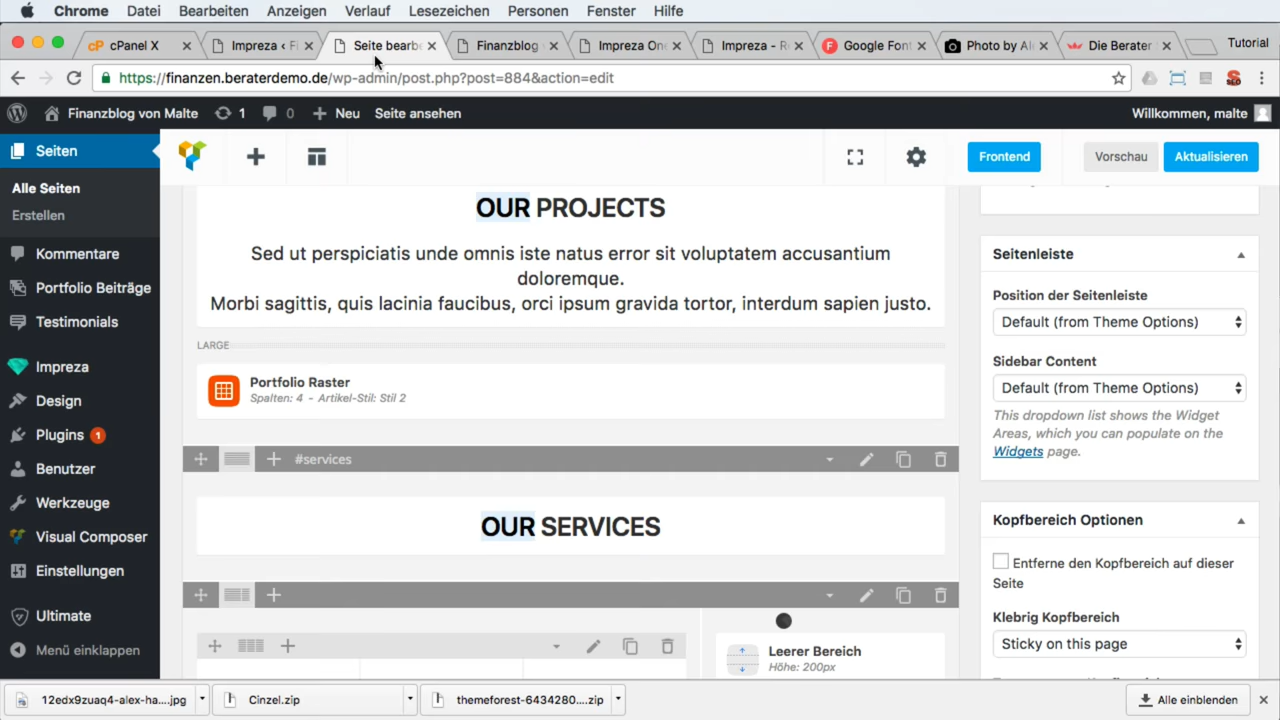 Chrome Datei Bearbeiten Anzeigen Verlauf Lesezeichen Personen Fenster Hilfe
cP cPanel X
Impreza ‹ Fi
Seite bearb
Finanzblog
Impreza One
Impreza - R
F Google Font
Photo by Al
Die Berater
Tutorial
https://finanzen.beraterdemo.de/wp-admin/post.php?post=884&action=edit
Finanzblog von Malte 1 0 Neu Seite ansehen Willkommen, malte
Seiten
Alle Seiten
Erstellen
Kommentare
Portfolio Beiträge
Testimonials
Impreza
Design
Plugins 1
Benutzer
Werkzeuge
Visual Composer
Einstellungen
Ultimate
Menü einklappen
Frontend Vorschau Aktualisieren
OUR PROJECTS
Sed ut perspiciatis unde omnis iste natus error sit voluptatem accusantium
doloremque.
Morbi sagittis, quis lacinia faucibus, orci ipsum gravida tortor, interdum sapien justo.
LARGE
Portfolio Raster
Spalten: 4 - Artikel-Stil: Stil 2
#services
OUR SERVICES
Leerer Bereich
Höhe: 200px
Seitenleiste
Position der Seitenleiste
Default (from Theme Options)
Sidebar Content
Default (from Theme Options)
This dropdown list shows the Widget
Areas, which you can populate on the
Widgets page.
Kopfbereich Optionen
Entferne den Kopfbereich auf dieser
Seite
Klebrig Kopfbereich
Sticky on this page
12edx9zuaq4-alex-ha....jpg
Cinzel.zip
themeforest-6434280....zip
Alle einblenden